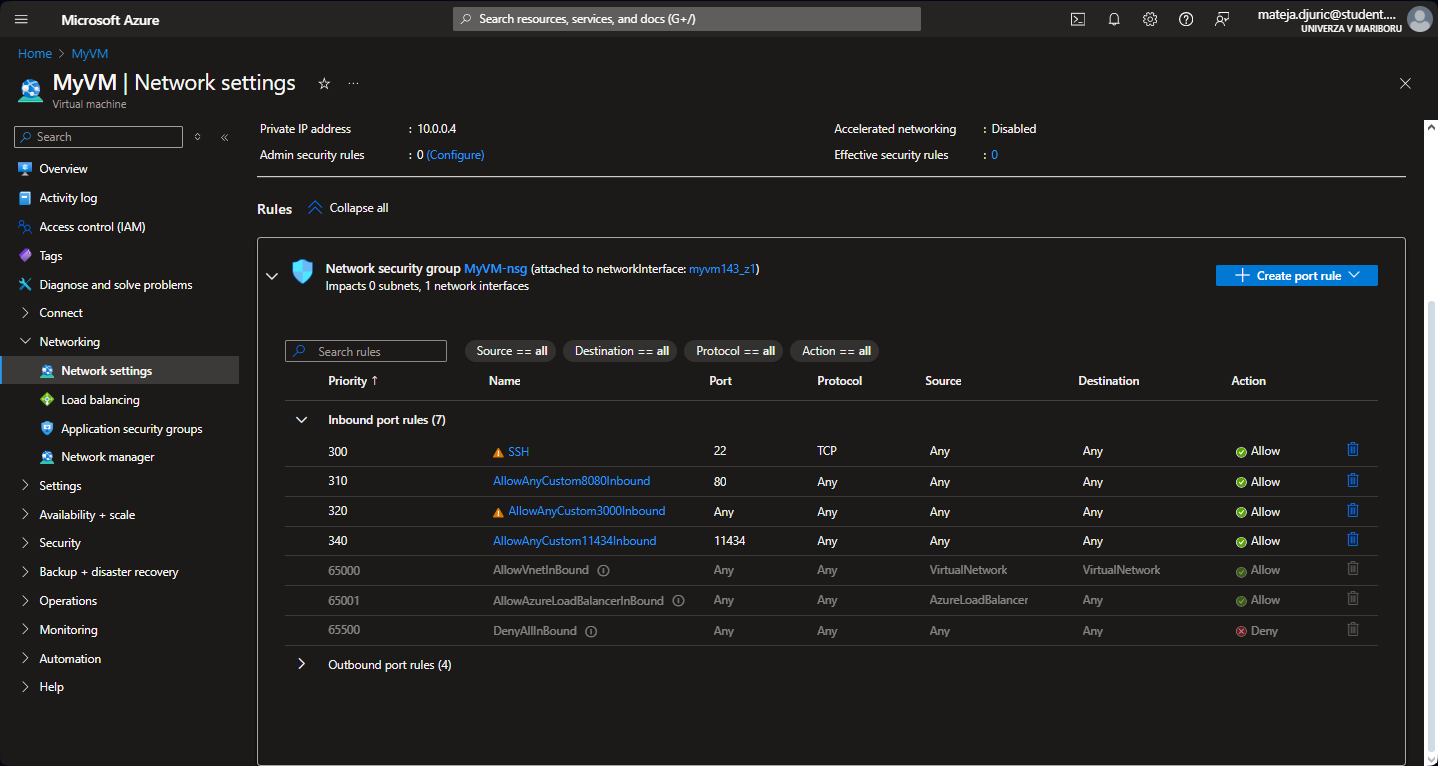 Microsoft Azure
Search resources, services, and docs (G+/)
mateja.djuric@student....
UNIVERZA V MARIBORU
Home > MyVM
MyVM | Network settings
Virtual machine
Search
Overview
Activity log
Access control (IAM)
Tags
Diagnose and solve problems
Connect
Networking
Network settings
Load balancing
Application security groups
Network manager
Settings
Availability + scale
Security
Backup + disaster recovery
Operations
Monitoring
Automation
Help
Private IP address : 10.0.0.4
Admin security rules : 0 (Configure)
Accelerated networking : Disabled
Effective security rules : 0
Rules Collapse all
Network security group MyVM-nsg (attached to networkInterface: myvm143_z1)
Impacts 0 subnets, 1 network interfaces
Create port rule
Search rules Source == all Destination == all Protocol == all Action == all
Priority ↑ Name Port Protocol Source Destination Action
Inbound port rules (7)
300 SSH 22 TCP Any Any Allow
310 AllowAnyCustom8080Inbound 80 Any Any Any Allow
320 AllowAnyCustom3000Inbound Any Any Any Any Allow
340 AllowAnyCustom11434Inbound 11434 Any Any Any Allow
65000 AllowVnetInBound Any Any VirtualNetwork VirtualNetwork Allow
65001 AllowAzureLoadBalancerInBound Any Any AzureLoadBalancer Any Allow
65500 DenyAllInBound Any Any Any Any Deny
Outbound port rules (4)